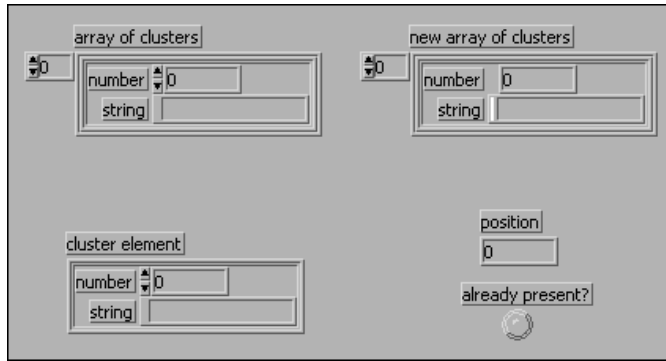 array of clusters
0
number 0
string
new array of clusters
0
number 0
string
cluster element
number 0
string
position
0
already present?